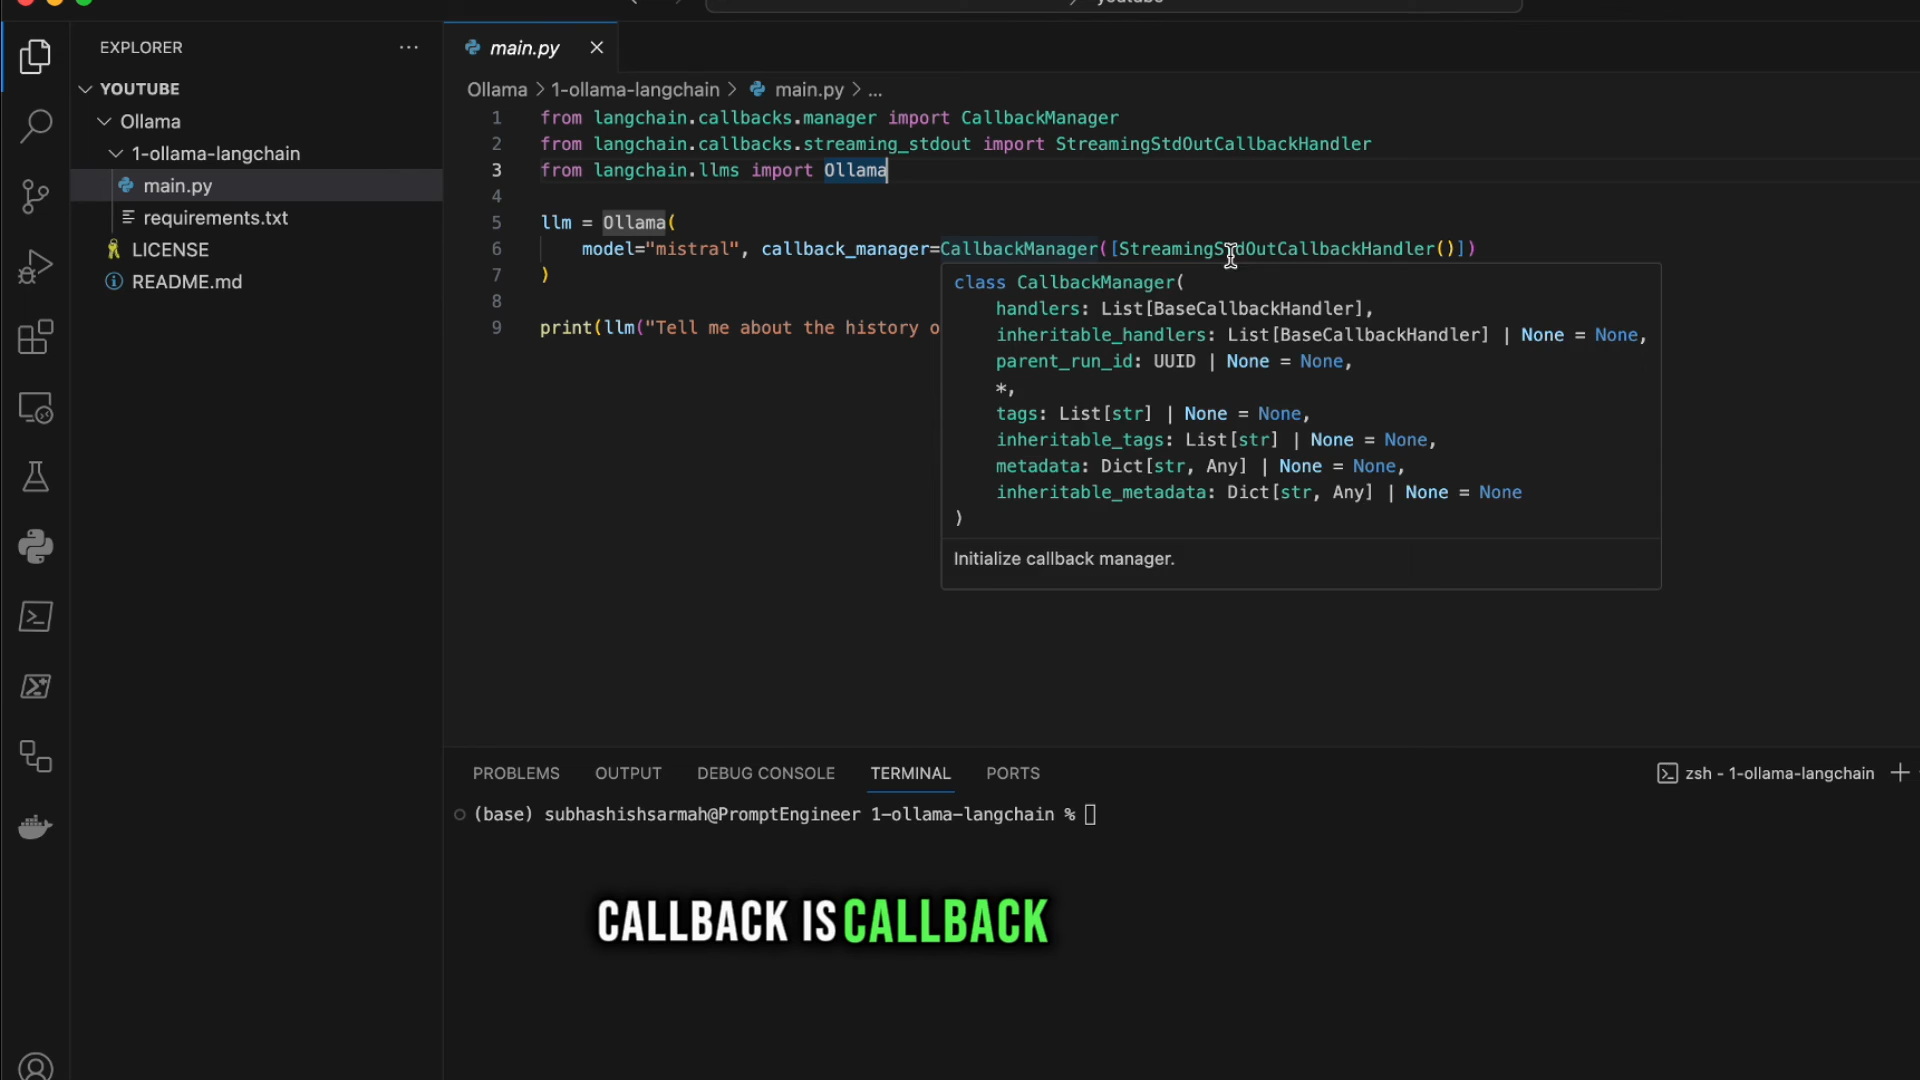 youtube
EXPLORER
main.py
YOUTUBE
Ollama > 1-ollama-langchain > main.py > ...
Ollama
1-ollama-langchain
main.py
requirements.txt
LICENSE
README.md
1 from langchain.callbacks.manager import CallbackManager
2 from langchain.callbacks.streaming_stdout import StreamingStdOutCallbackHandler
3 from langchain.llms import Ollama
4
5 llm = Ollama(
6 model="mistral", callback_manager=CallbackManager([StreamingStdOutCallbackHandler()])
7 )
8
9 print(llm("Tell me about the history o
class CallbackManager(
handlers: List[BaseCallbackHandler],
inheritable_handlers: List[BaseCallbackHandler] | None = None,
parent_run_id: UUID | None = None,
*,
tags: List[str] | None = None,
inheritable_tags: List[str] | None = None,
metadata: Dict[str, Any] | None = None,
inheritable_metadata: Dict[str, Any] | None = None
)
Initialize callback manager.
PROBLEMS OUTPUT DEBUG CONSOLE TERMINAL PORTS
zsh - 1-ollama-langchain
(base) subhashishsarmah@PromptEngineer 1-ollama-langchain %
CALLBACK IS CALLBACK